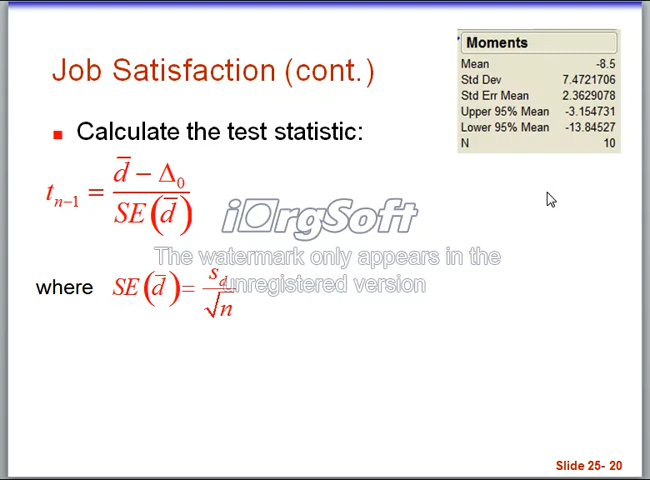 Job Satisfaction (cont.)
Moments
Mean -8.5
Std Dev 7.4721706
Std Err Mean 2.3629078
Upper 95% Mean -3.154731
Lower 95% Mean -13.84527
N 10
■ Calculate the test statistic:
t_{n−1} = (d̄ − Δ₀) / SE(d̄)
iOrgSoft
The watermark only appears in the
unregistered version
where SE(d̄) = s_d / √n
Slide 25- 20